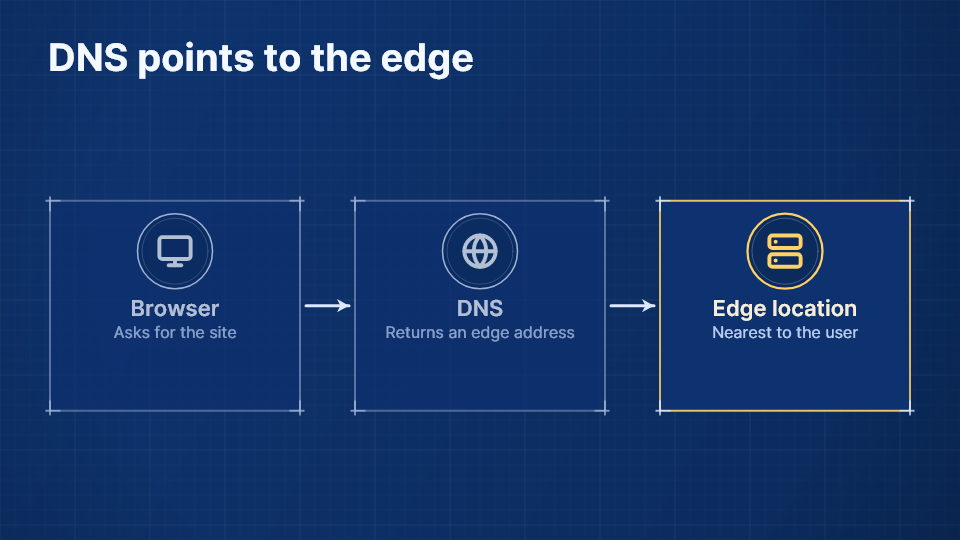 DNS points to the edge
Browser
Asks for the site
DNS
Returns an edge address
Edge location
Nearest to the user